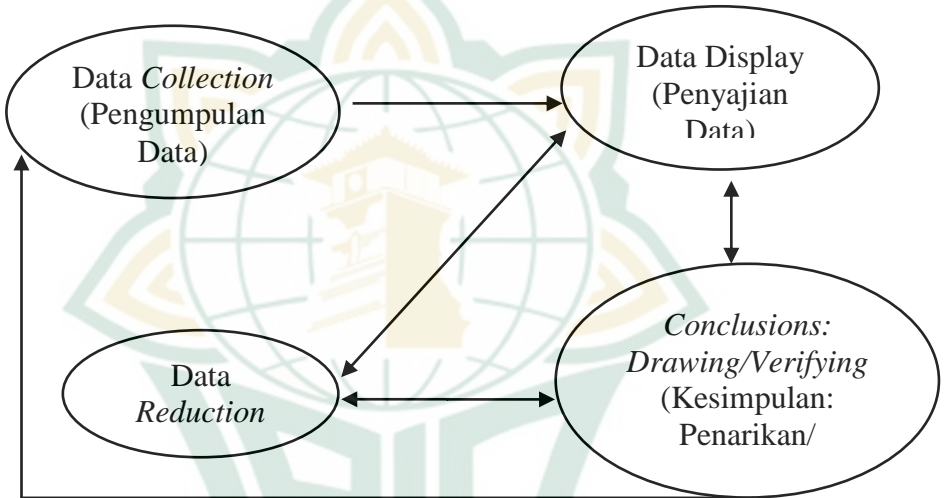 Data Collection
(Pengumpulan
Data)
Data Display
(Penyajian
Data)
Data
Reduction
Conclusions:
Drawing/Verifying
(Kesimpulan:
Penarikan/